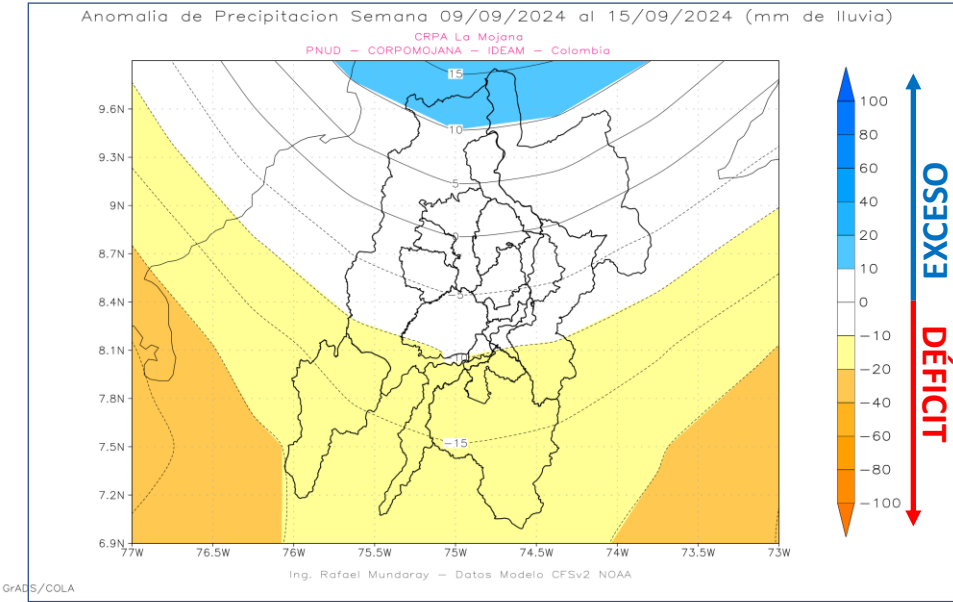 Anomalia de Precipitacion Semana 09/09/2024 al 15/09/2024 (mm de lluvia)
CRPA La Mojana
PNUD – CORPOMOJANA – IDEAM – Colombia
15
10
5
0
−5
−10
−15
9.6N
9.3N
9N
8.7N
8.4N
8.1N
7.8N
7.5N
7.2N
6.9N
77W
76.5W
76W
75.5W
75W
74.5W
74W
73.5W
73W
100
80
60
40
20
10
0
−10
−20
−40
−60
−80
−100
EXCESO
DÉFICIT
Ing. Rafael Mundaray – Datos Modelo CFSv2 NOAA
GrADS/COLA